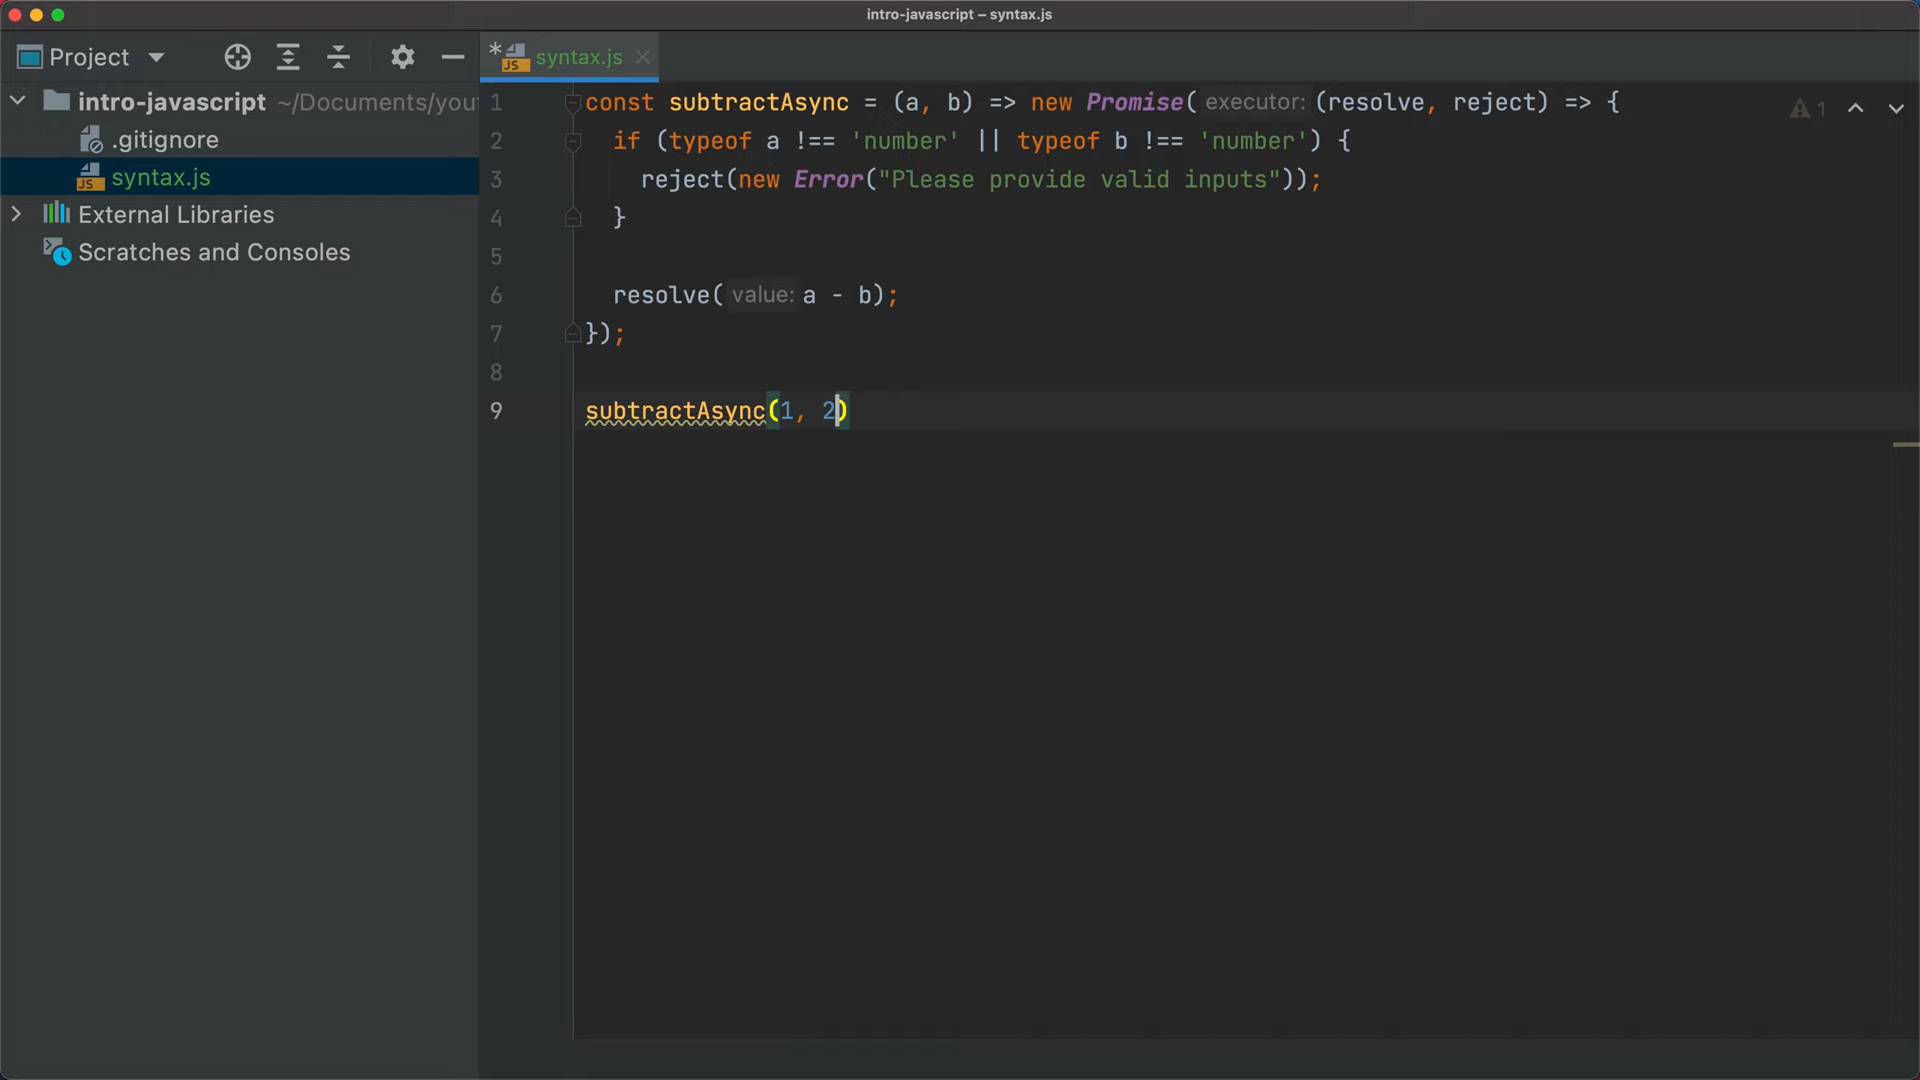 intro-javascript – syntax.js
Project
syntax.js
intro-javascript ~/Documents/you
.gitignore
syntax.js
External Libraries
Scratches and Consoles
1 const subtractAsync = (a, b) => new Promise( executor: (resolve, reject) => {
2 if (typeof a !== 'number' || typeof b !== 'number') {
3 reject(new Error("Please provide valid inputs"));
4 }
5
6 resolve( value: a - b);
7 });
8
9 subtractAsync(1, 2)
1